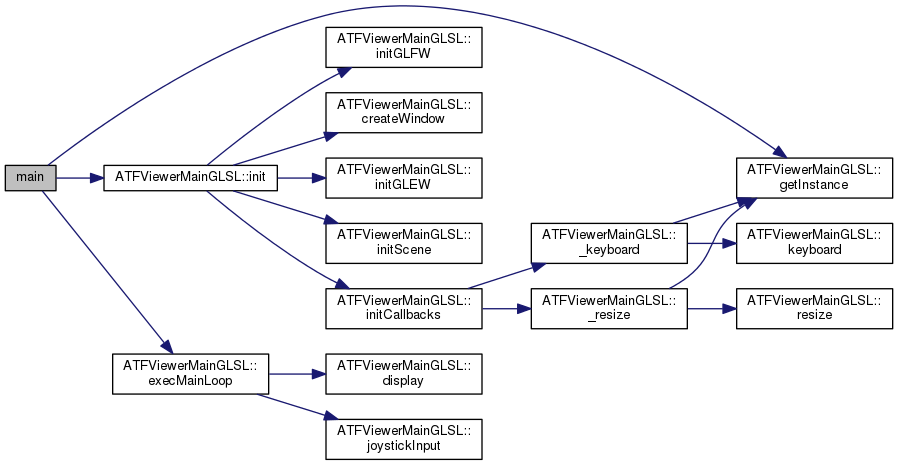 main
ATFViewerMainGLSL::init
ATFViewerMainGLSL::
execMainLoop
ATFViewerMainGLSL::
initGLFW
ATFViewerMainGLSL::
createWindow
ATFViewerMainGLSL::
initGLEW
ATFViewerMainGLSL::
initScene
ATFViewerMainGLSL::
initCallbacks
ATFViewerMainGLSL::
display
ATFViewerMainGLSL::
joystickInput
ATFViewerMainGLSL::
_keyboard
ATFViewerMainGLSL::
_resize
ATFViewerMainGLSL::
getInstance
ATFViewerMainGLSL::
keyboard
ATFViewerMainGLSL::
resize